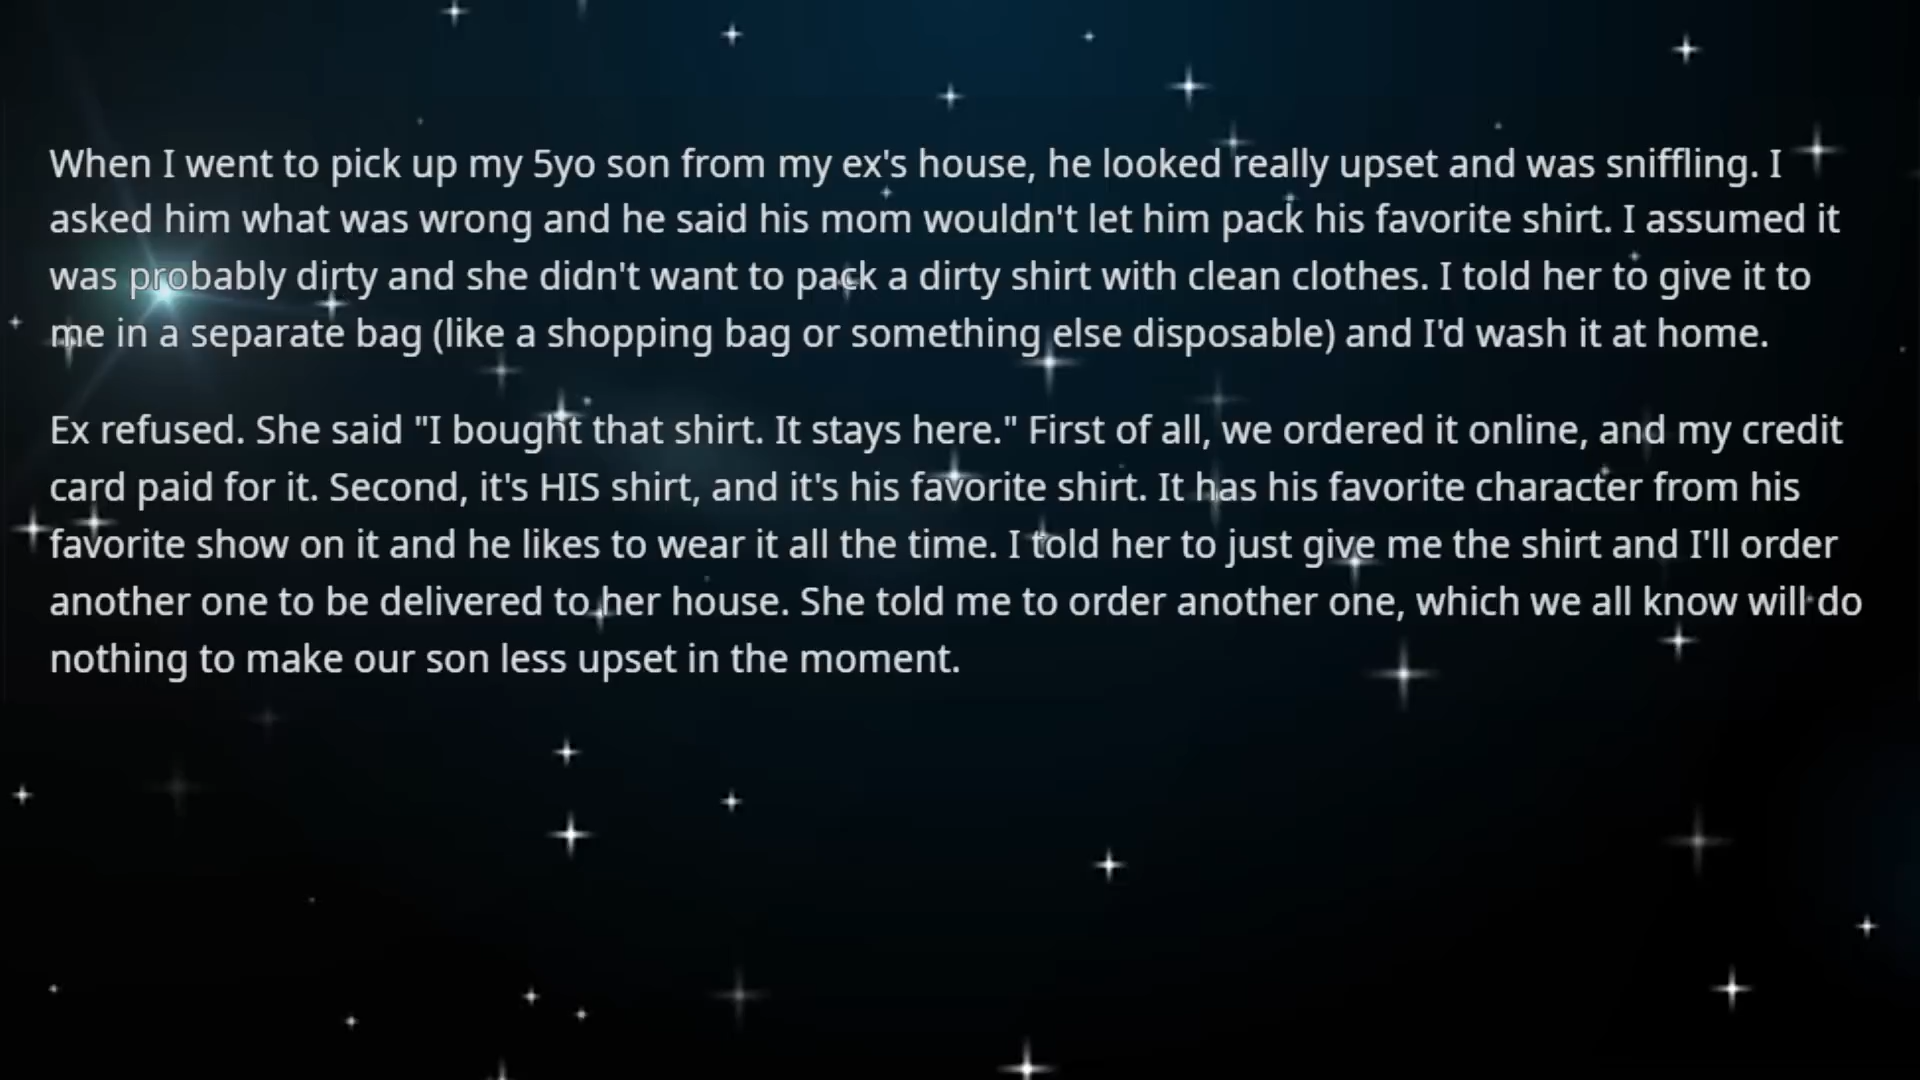 When I went to pick up my 5yo son from my ex's house, he looked really upset and was sniffling. I
asked him what was wrong and he said his mom wouldn't let him pack his favorite shirt. I assumed it
was probably dirty and she didn't want to pack a dirty shirt with clean clothes. I told her to give it to
me in a separate bag (like a shopping bag or something else disposable) and I'd wash it at home.
Ex refused. She said "I bought that shirt. It stays here." First of all, we ordered it online, and my credit
card paid for it. Second, it's HIS shirt, and it's his favorite shirt. It has his favorite character from his
favorite show on it and he likes to wear it all the time. I told her to just give me the shirt and I'll order
another one to be delivered to her house. She told me to order another one, which we all know will do
nothing to make our son less upset in the moment.